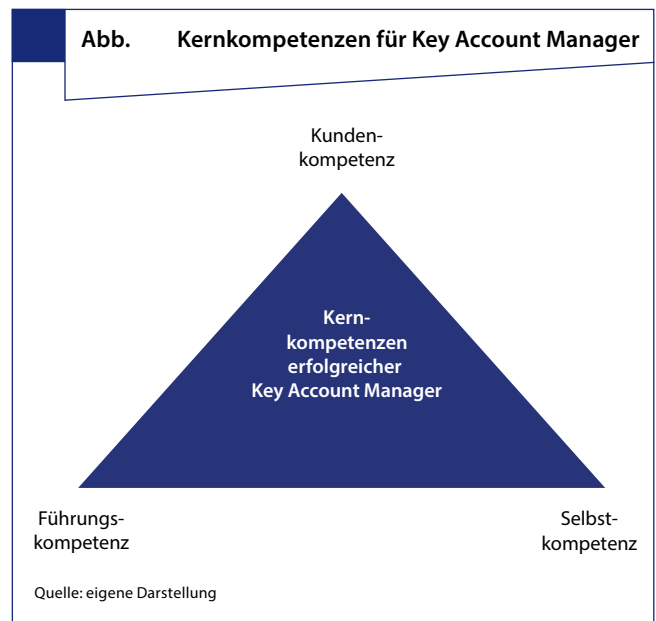 Abb. Kernkompetenzen für Key Account Manager
Kunden-
kompetenz
Kern-
kompetenzen
erfolgreicher
Key Account Manager
Führungs-
kompetenz
Selbst-
kompetenz
Quelle: eigene Darstellung